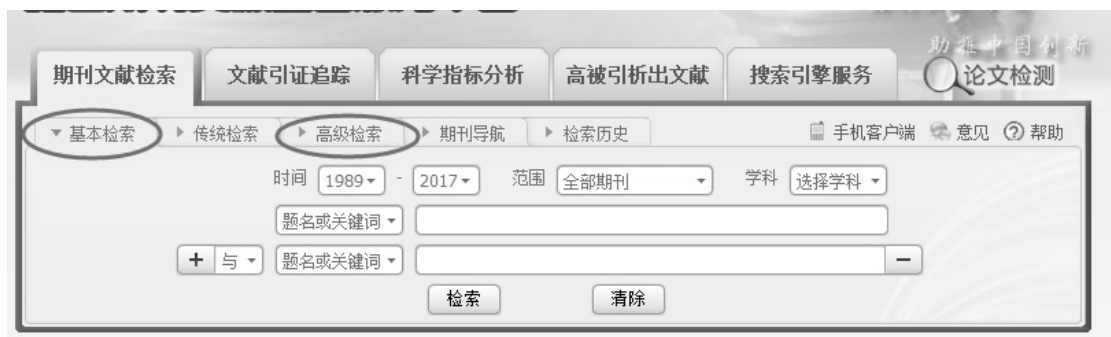 助推中国创新
期刊文献检索 文献引证追踪 科学指标分析 高被引析出文献 搜索引擎服务 论文检测
基本检索 传统检索 高级检索 期刊导航 检索历史 手机客户端 意见 ? 帮助
时间 1989 - 2017 范围 全部期刊 学科 选择学科
题名或关键词
+ 与 题名或关键词 −
检索 清除